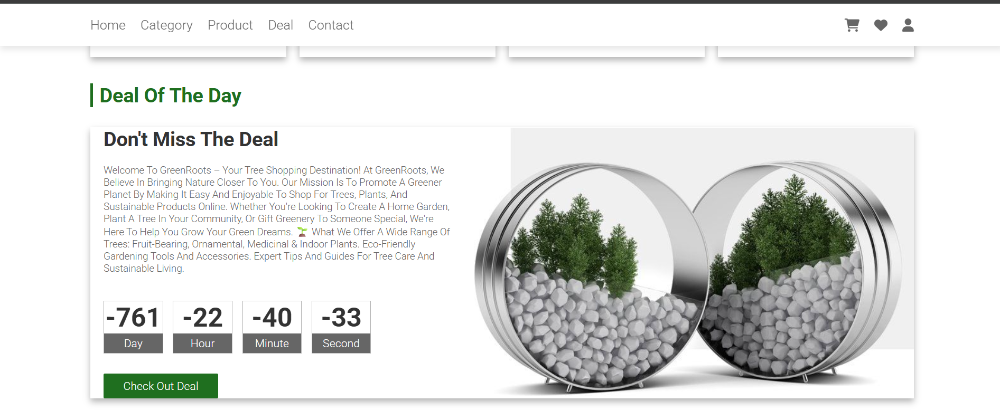 Home Category Product Deal Contact
Deal Of The Day
Don't Miss The Deal
Welcome To GreenRoots – Your Tree Shopping Destination! At GreenRoots, We
Believe In Bringing Nature Closer To You. Our Mission Is To Promote A Greener
Planet By Making It Easy And Enjoyable To Shop For Trees, Plants, And
Sustainable Products Online. Whether You're Looking To Create A Home Garden,
Plant A Tree In Your Community, Or Gift Greenery To Someone Special, We're
Here To Help You Grow Your Green Dreams. 🌱 What We Offer A Wide Range Of
Trees: Fruit-Bearing, Ornamental, Medicinal & Indoor Plants. Eco-Friendly
Gardening Tools And Accessories. Expert Tips And Guides For Tree Care And
Sustainable Living.
-761 -22 -40 -33
Day Hour Minute Second
Check Out Deal